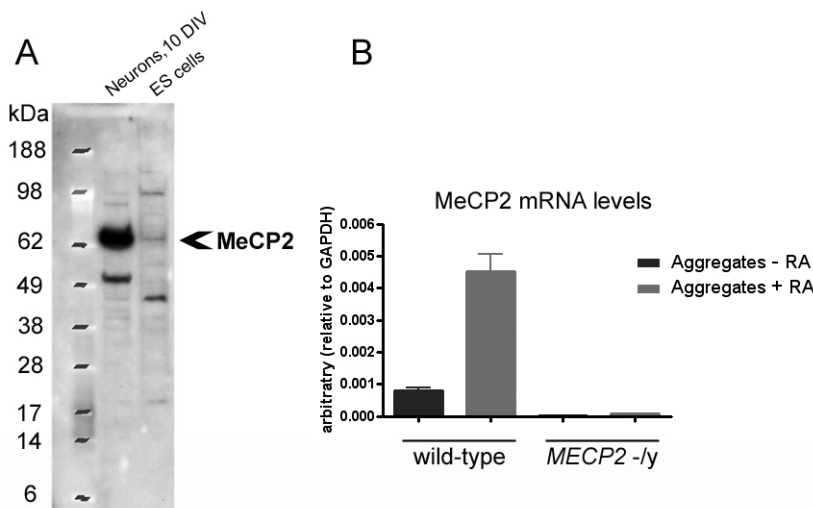 A
Neurons,10 DIV
ES cells
kDa
188
98
62
49
38
28
17
14
6
MeCP2
B
MeCP2 mRNA levels
arbitratry (relative to GAPDH)
0.006
0.005
0.004
0.003
0.002
0.001
0.000
Aggregates - RA
Aggregates + RA
wild-type
MECP2 -/y